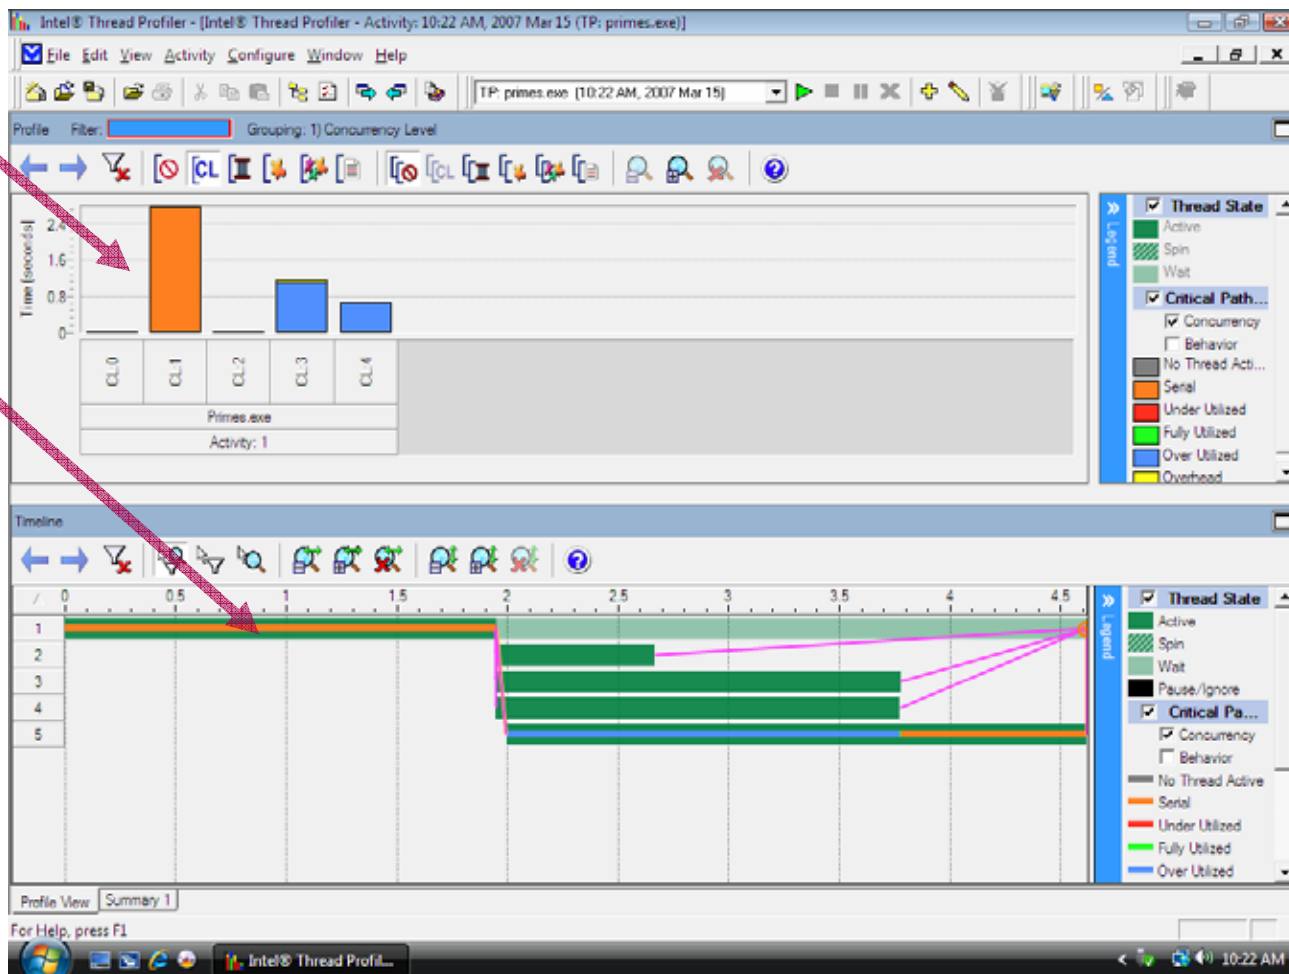 Intel® Thread Profiler - [Intel® Thread Profiler - Activity: 10:22 AM, 2007 Mar 15 (TP: primes.exe)]
File Edit View Activity Configure Window Help
TP: primes.exe (10:22 AM, 2007 Mar 15)
Profile Filter: Grouping: 1) Concurrency Level
CL
CL
Time [seconds]
2.4
1.6
0.8
0
CL:0 CL:1 CL:2 CL:3 CL:4
Primes.exe
Activity: 1
Legend
Thread State
Active
Spin
Wait
Critical Path...
Concurrency
Behavior
No Thread Acti...
Serial
Under Utilized
Fully Utilized
Over Utilized
Overhead
Timeline
0 0.5 1 1.5 2 2.5 3 3.5 4 4.5
1
2
3
4
5
Legend
Thread State
Active
Spin
Wait
Pause/Ignore
Critical Pa...
Concurrency
Behavior
No Thread Active
Serial
Under Utilized
Fully Utilized
Over Utilized
Profile View Summary 1
For Help, press F1
Intel® Thread Profil... 10:22 AM